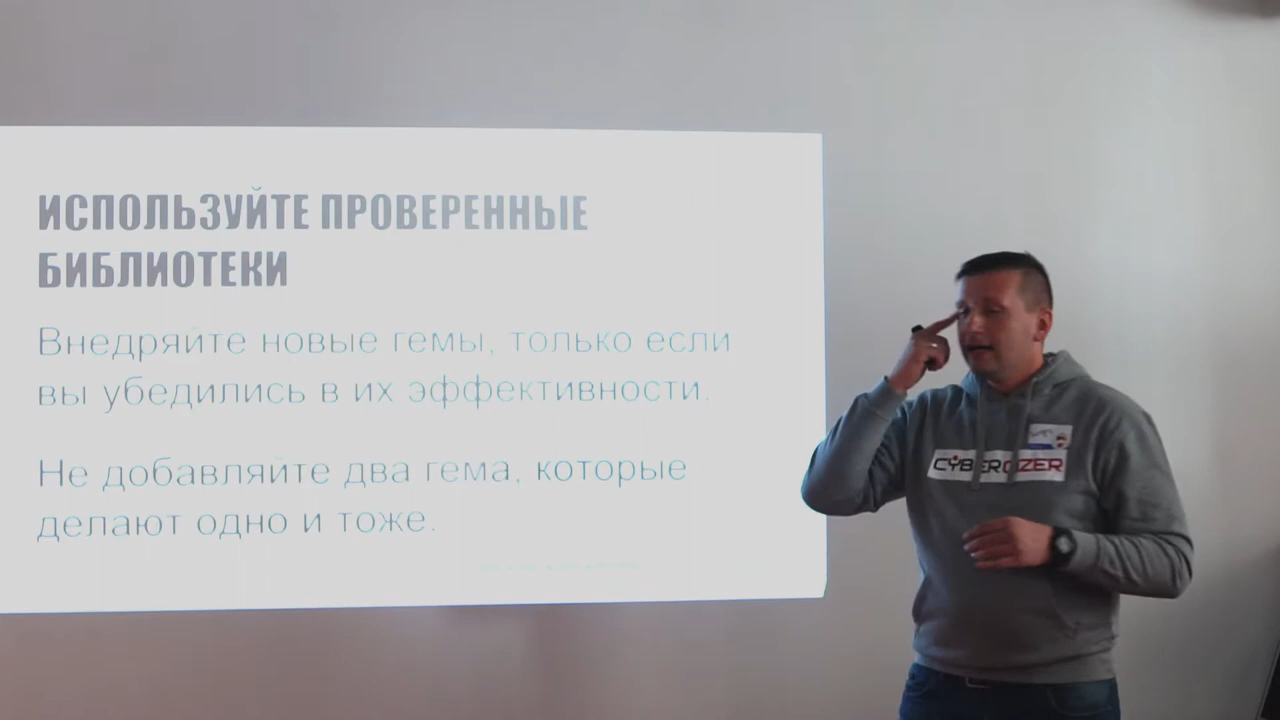 ИСПОЛЬЗУЙТЕ ПРОВЕРЕННЫЕ
БИБЛИОТЕКИ
Внедряйте новые гемы, только если
вы убедились в их эффективности.
Не добавляйте два гема, которые
делают одно и тоже.
CYBERGIZER